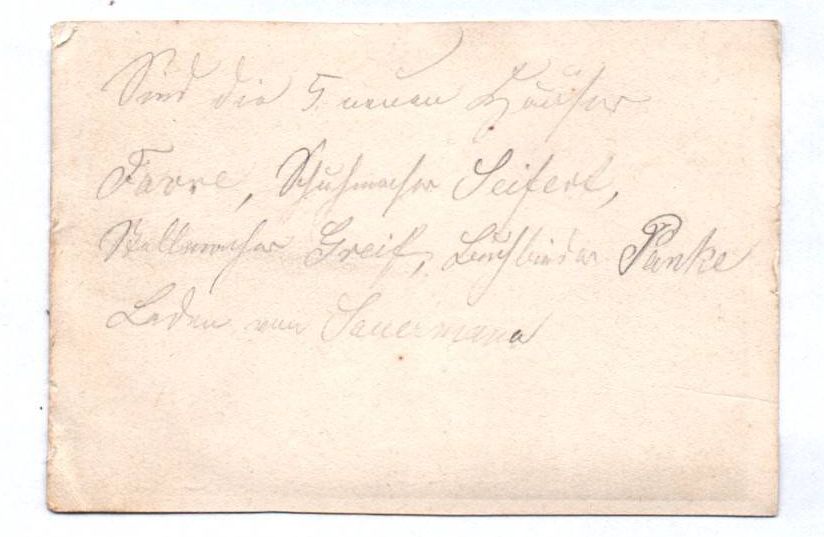 Sind die 5 neuen Häuser
Favre, Schuhmacher Seifert,
Stellmacher Greif, Buchbinder Panke
Laden von Sauermann